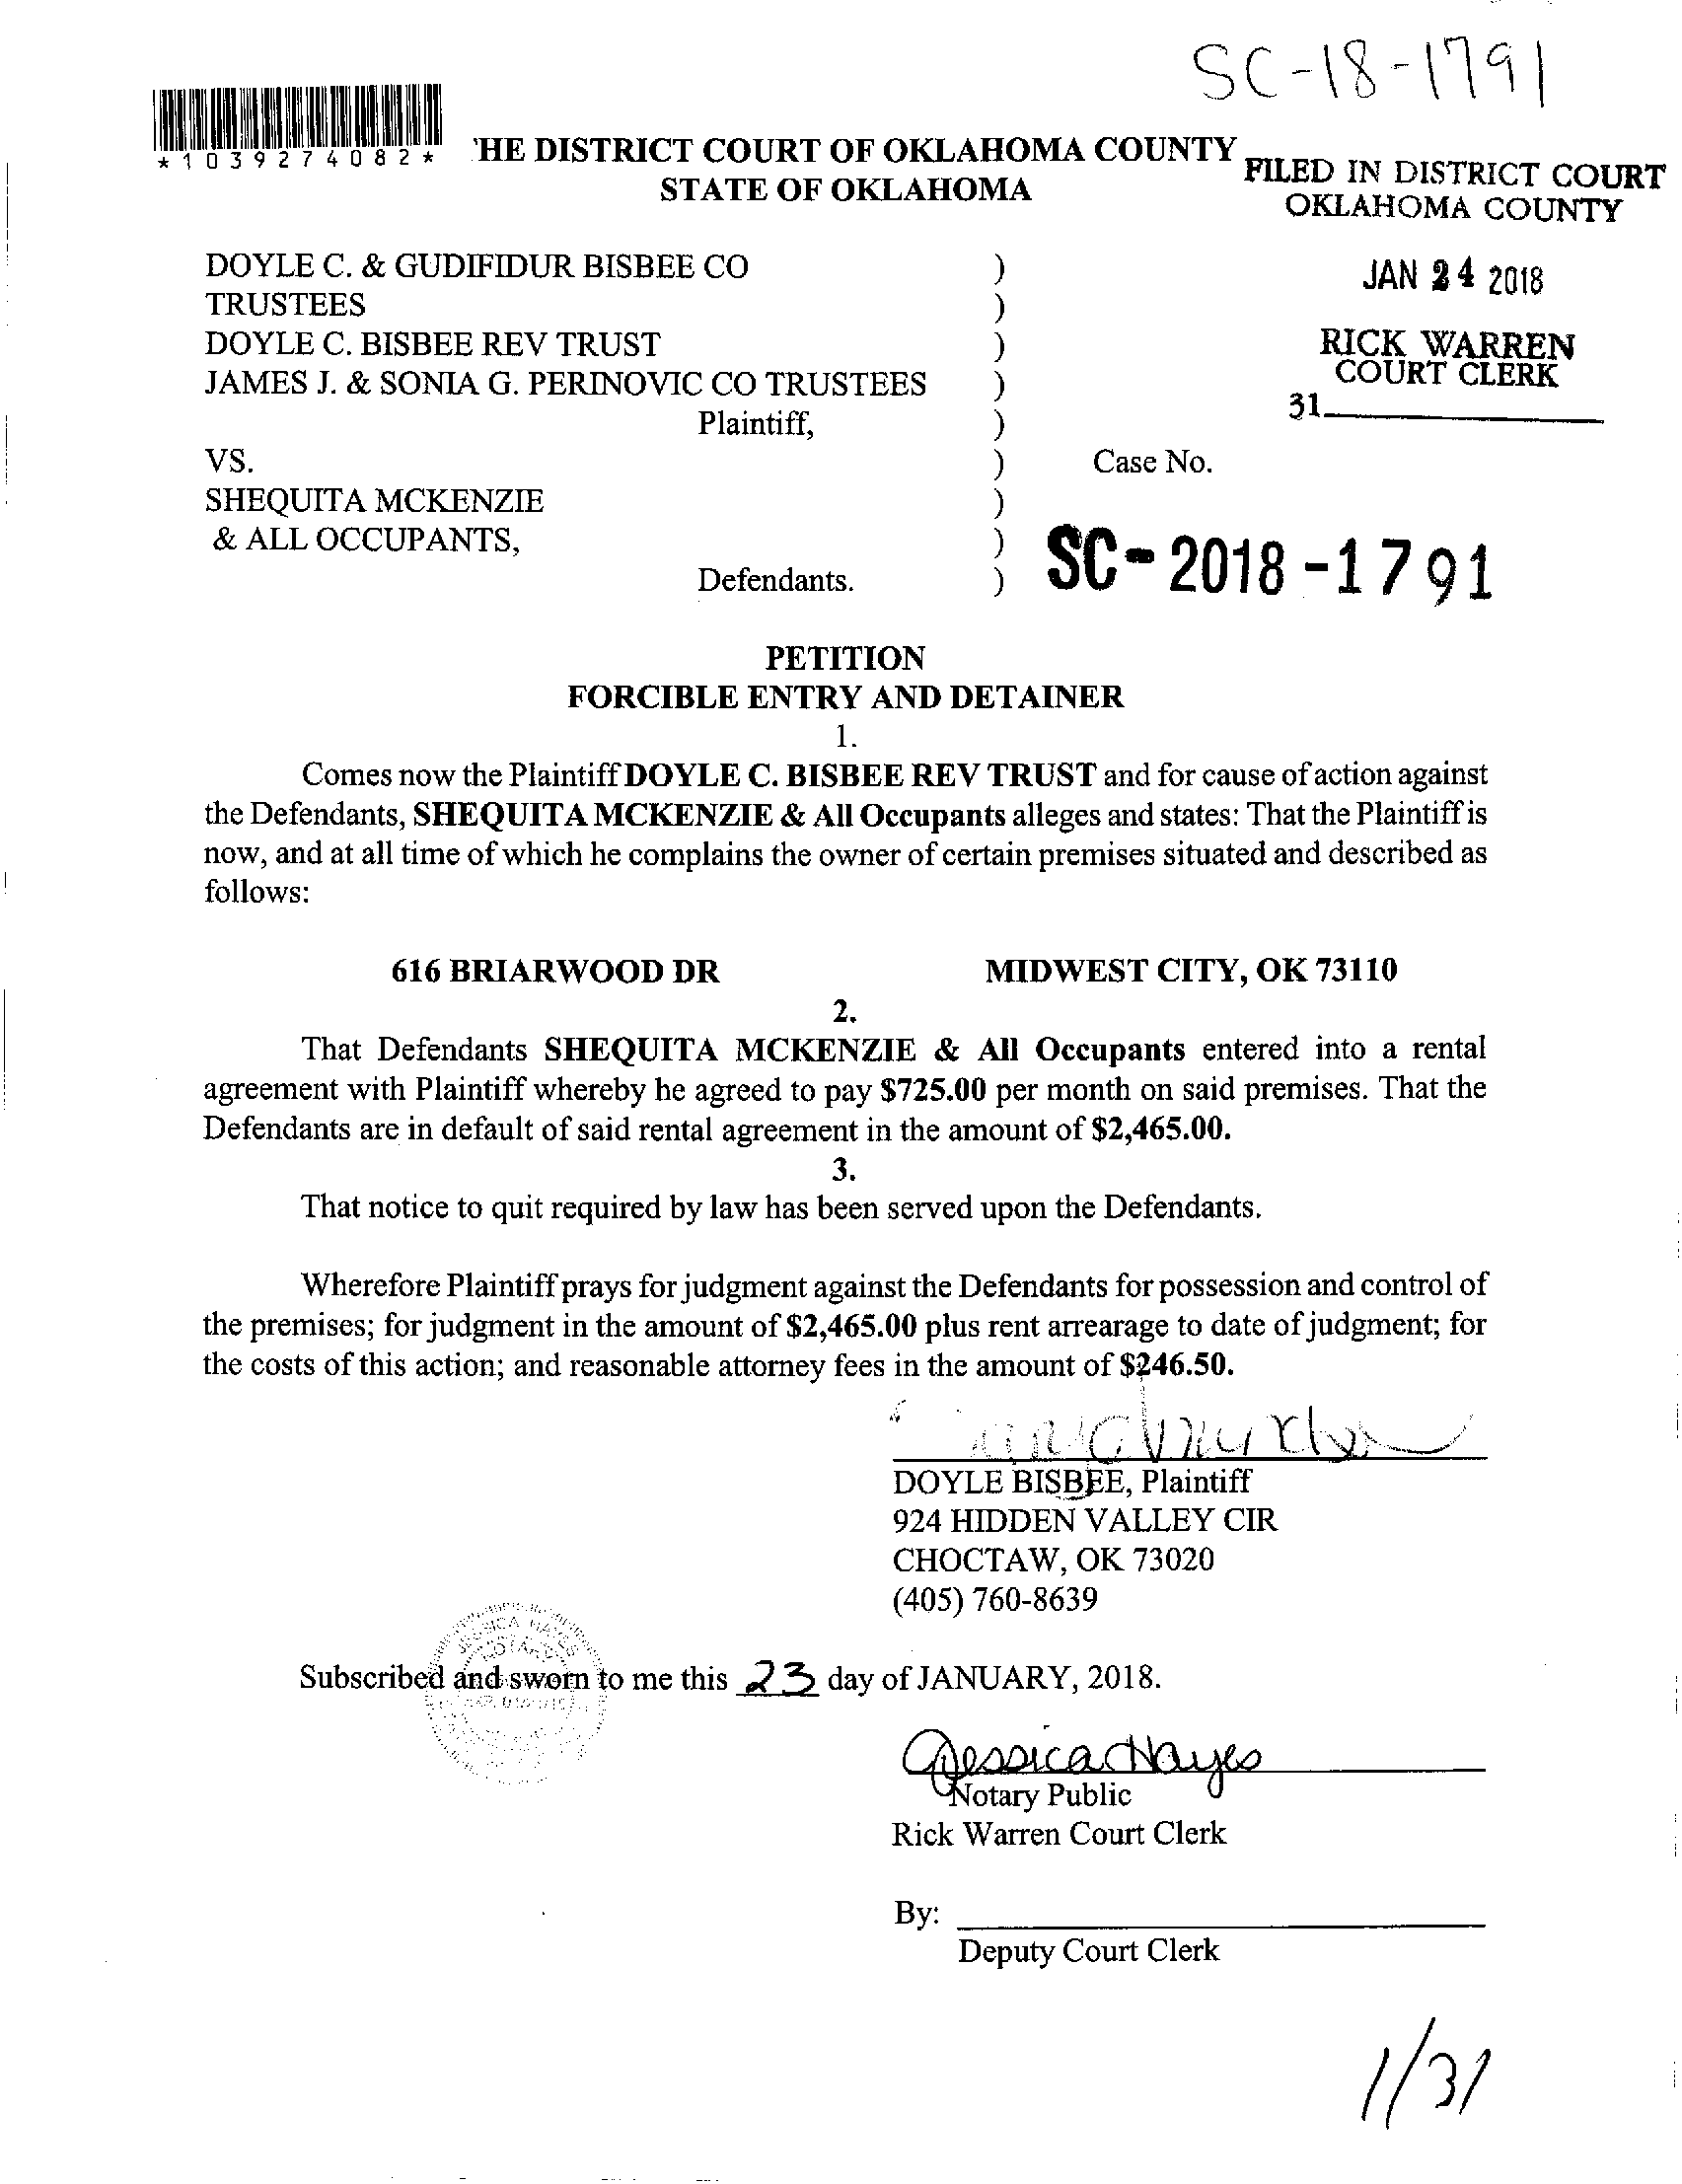 SC-18-1791
*1039274082*
'HE DISTRICT COURT OF OKLAHOMA COUNTY
STATE OF OKLAHOMA
FILED IN DISTRICT COURT
OKLAHOMA COUNTY
JAN 24 2018
RICK WARREN
COURT CLERK
31
DOYLE C. & GUDIFIDUR BISBEE CO )
TRUSTEES )
DOYLE C. BISBEE REV TRUST )
JAMES J. & SONIA G. PERINOVIC CO TRUSTEES )
Plaintiff, )
VS. ) Case No.
SHEQUITA MCKENZIE )
& ALL OCCUPANTS, )
Defendants. )
SC-2018-1791
PETITION
FORCIBLE ENTRY AND DETAINER
1.
Comes now the Plaintiff DOYLE C. BISBEE REV TRUST and for cause of action against
the Defendants, SHEQUITA MCKENZIE & All Occupants alleges and states: That the Plaintiff is
now, and at all time of which he complains the owner of certain premises situated and described as
follows:
616 BRIARWOOD DR MIDWEST CITY, OK 73110
2.
That Defendants SHEQUITA MCKENZIE & All Occupants entered into a rental
agreement with Plaintiff whereby he agreed to pay $725.00 per month on said premises. That the
Defendants are in default of said rental agreement in the amount of $2,465.00.
3.
That notice to quit required by law has been served upon the Defendants.
Wherefore Plaintiff prays for judgment against the Defendants for possession and control of
the premises; for judgment in the amount of $2,465.00 plus rent arrearage to date of judgment; for
the costs of this action; and reasonable attorney fees in the amount of $246.50.
DOYLE BISBEE, Plaintiff
924 HIDDEN VALLEY CIR
CHOCTAW, OK 73020
(405) 760-8639
JESSICA HAYES
Subscribed and sworn to me this 23 day of JANUARY, 2018.
Jessica Hayes
Notary Public
Rick Warren Court Clerk
By:
Deputy Court Clerk
1/31